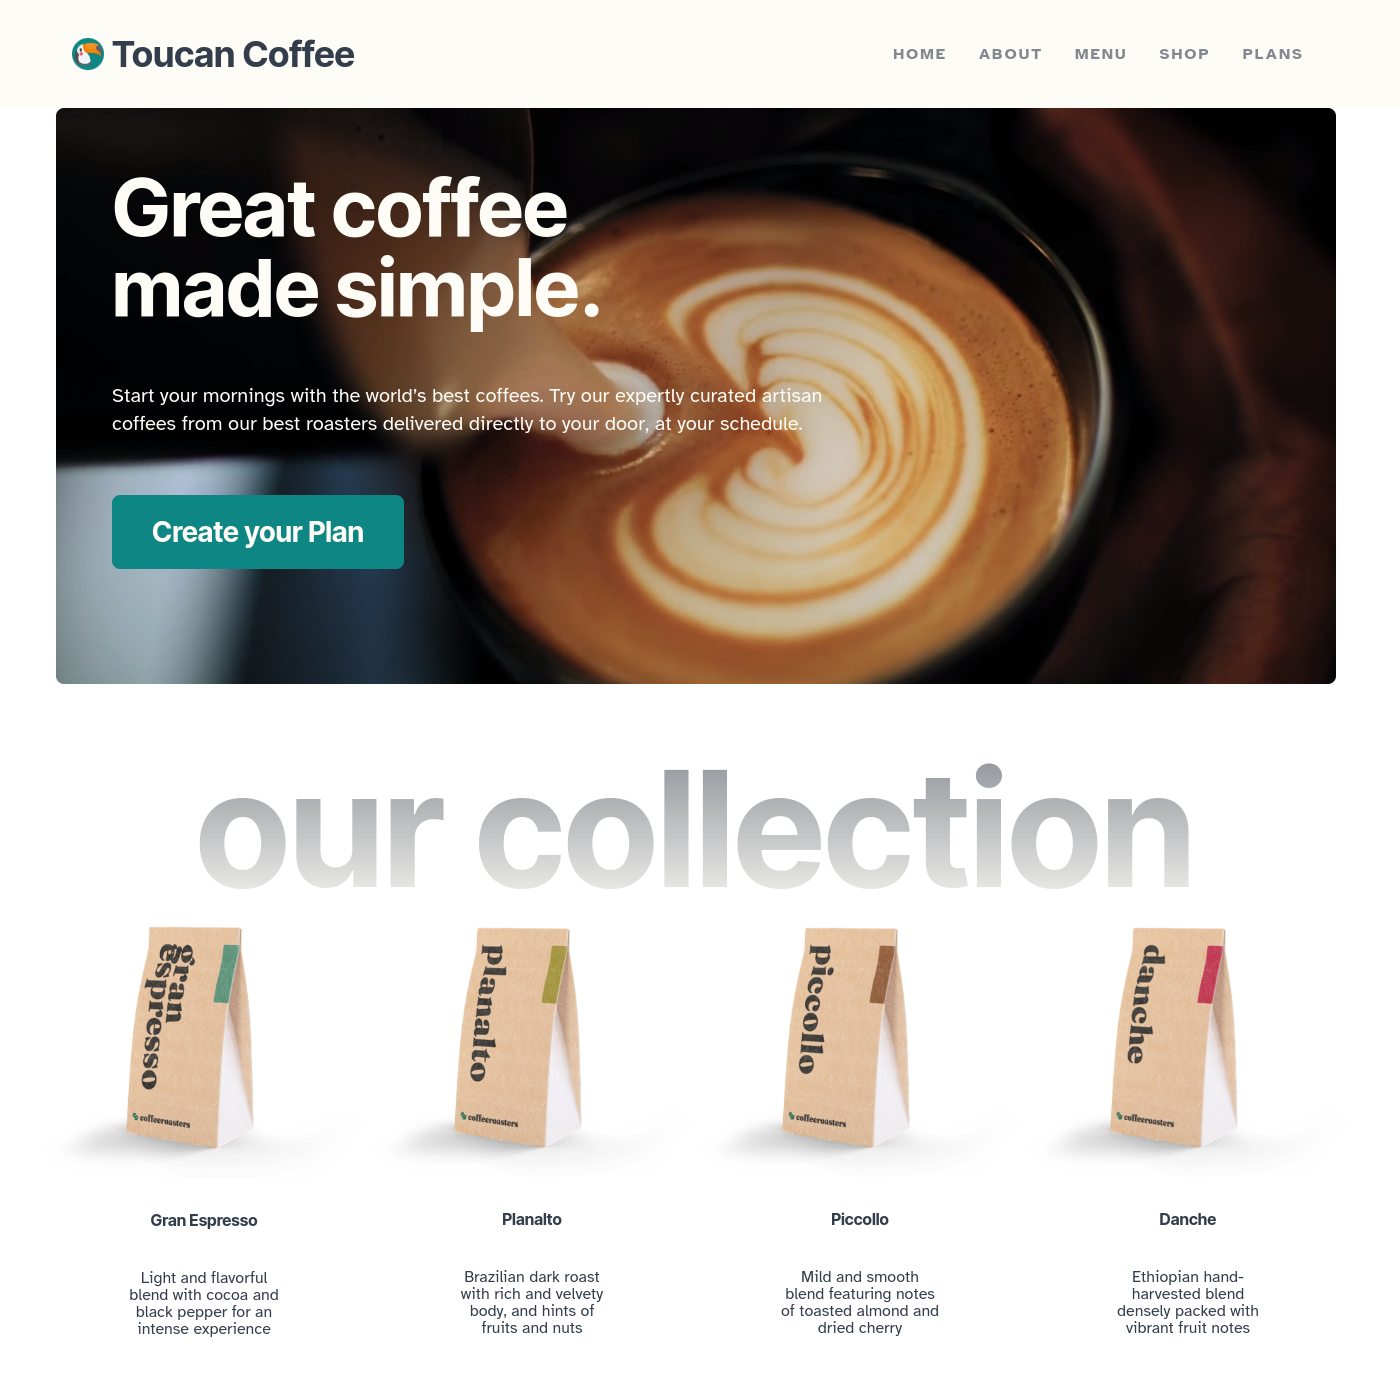 Toucan Coffee
HOME ABOUT MENU SHOP PLANS
Great coffee
made simple.
Start your mornings with the world’s best coffees. Try our expertly curated artisan
coffees from our best roasters delivered directly to your door, at your schedule.
Create your Plan
our collection
gran
espresso
coffeeroasters
planalto
coffeeroasters
piccollo
coffeeroasters
danche
coffeeroasters
Gran Espresso
Light and flavorful
blend with cocoa and
black pepper for an
intense experience
Planalto
Brazilian dark roast
with rich and velvety
body, and hints of
fruits and nuts
Piccollo
Mild and smooth
blend featuring notes
of toasted almond and
dried cherry
Danche
Ethiopian hand-
harvested blend
densely packed with
vibrant fruit notes